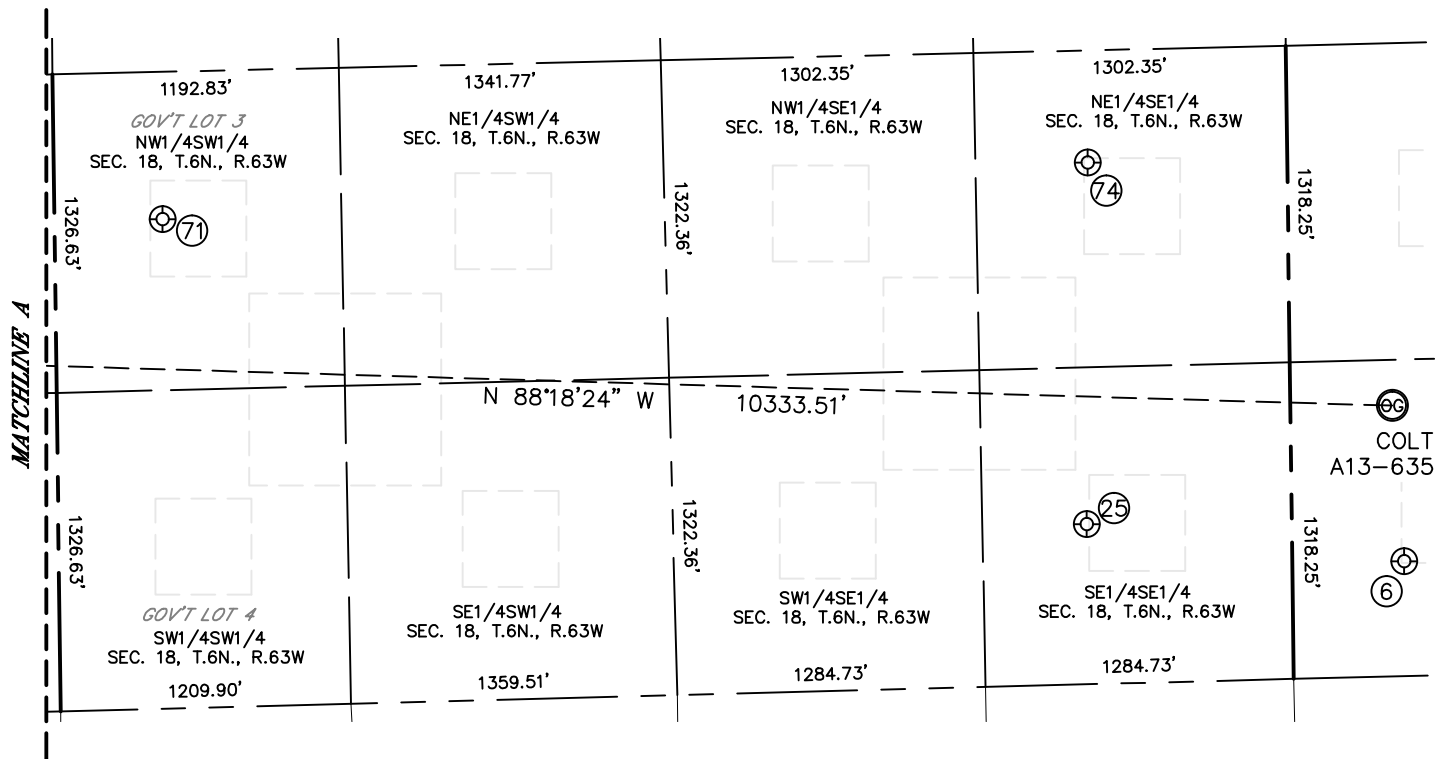 1192.83'
1341.77'
1302.35'
1302.35'
GOV'T LOT 3
NW1/4SW1/4
SEC. 18, T.6N., R.63W
NE1/4SW1/4
SEC. 18, T.6N., R.63W
NW1/4SE1/4
SEC. 18, T.6N., R.63W
NE1/4SE1/4
SEC. 18, T.6N., R.63W
1326.63'
71
1322.36'
74
1318.25'
MATCHLINE A
N 88°18'24" W 10333.51'
OG
COLT
A13-635
1326.63'
1322.36'
25
1318.25'
6
GOV'T LOT 4
SW1/4SW1/4
SEC. 18, T.6N., R.63W
SE1/4SW1/4
SEC. 18, T.6N., R.63W
SW1/4SE1/4
SEC. 18, T.6N., R.63W
SE1/4SE1/4
SEC. 18, T.6N., R.63W
1209.90'
1359.51'
1284.73'
1284.73'